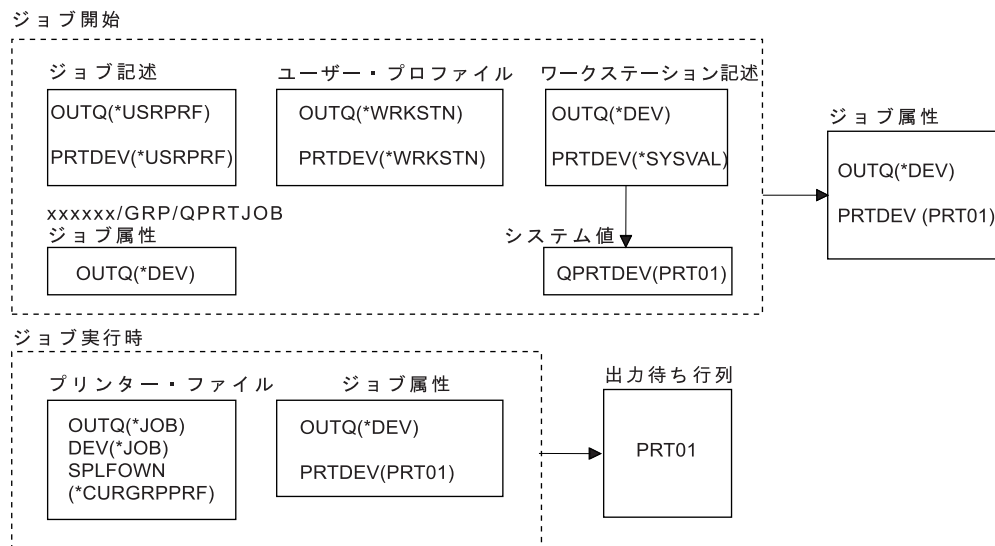 ジョブ開始
ジョブ記述
OUTQ(*USRPRF)
PRTDEV(*USRPRF)
ユーザー・プロファイル
OUTQ(*WRKSTN)
PRTDEV(*WRKSTN)
ワークステーション記述
OUTQ(*DEV)
PRTDEV(*SYSVAL)
ジョブ属性
OUTQ(*DEV)
PRTDEV (PRT01)
xxxxxx/GRP/QPRTJOB
ジョブ属性
OUTQ(*DEV)
システム値
QPRTDEV(PRT01)
ジョブ実行時
プリンター・ファイル
OUTQ(*JOB)
DEV(*JOB)
SPLFOWN
(*CURGRPPRF)
ジョブ属性
OUTQ(*DEV)
PRTDEV(PRT01)
出力待ち行列
PRT01